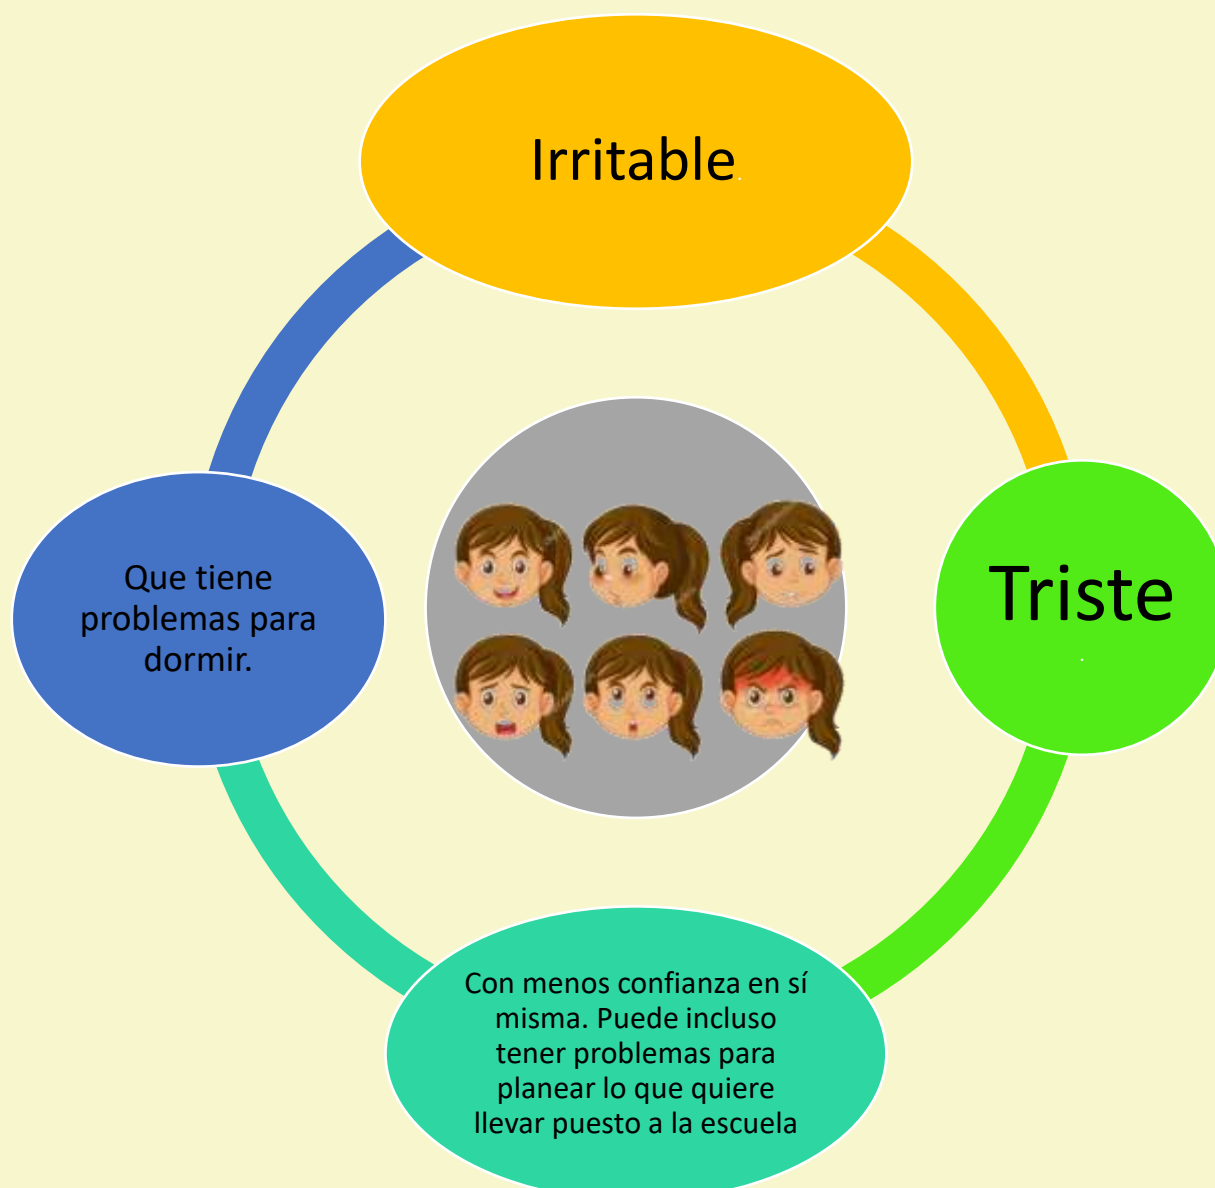 Irritable.
Triste
.
Con menos confianza en sí
misma. Puede incluso
tener problemas para
planear lo que quiere
llevar puesto a la escuela
Que tiene
problemas para
dormir.